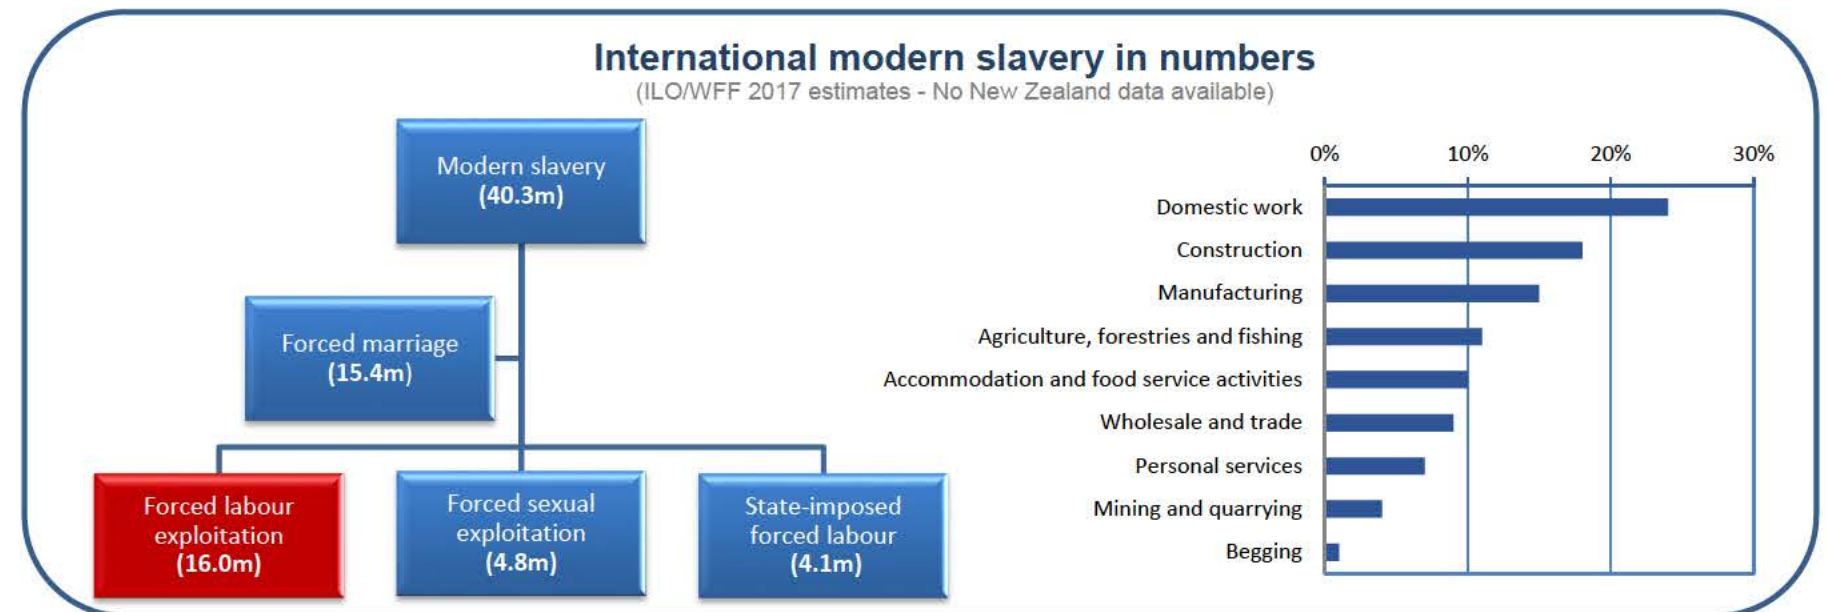 International modern slavery in numbers
(ILO/WFF 2017 estimates - No New Zealand data available)
Modern slavery
(40.3m)
Forced marriage
(15.4m)
Forced labour
exploitation
(16.0m)
Forced sexual
exploitation
(4.8m)
State-imposed
forced labour
(4.1m)
0% 10% 20% 30%
Domestic work
Construction
Manufacturing
Agriculture, forestries and fishing
Accommodation and food service activities
Wholesale and trade
Personal services
Mining and quarrying
Begging